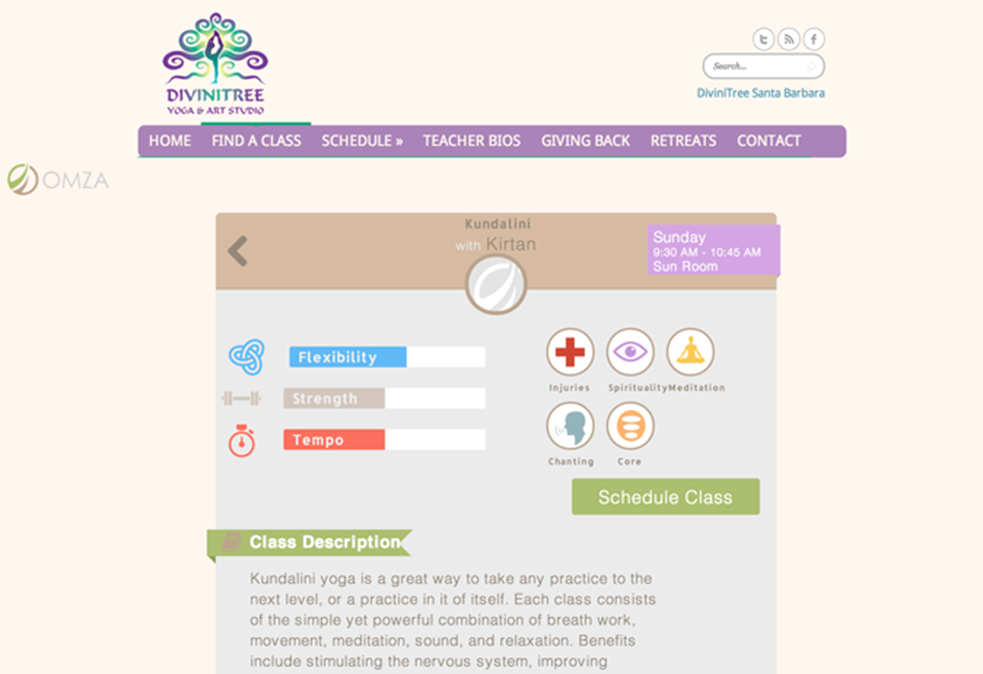 DIVINITREE
YOGA & ART STUDIO
Search...
DiviniTree Santa Barbara
HOME FIND A CLASS SCHEDULE » TEACHER BIOS GIVING BACK RETREATS CONTACT
OMZA
Kundalini
with Kirtan
Sunday
9:30 AM - 10:45 AM
Sun Room
Flexibility
Strength
Tempo
Injuries Spirituality Meditation
Chanting Core
Schedule Class
Class Description
Kundalini yoga is a great way to take any practice to the
next level, or a practice in it of itself. Each class consists
of the simple yet powerful combination of breath work,
movement, meditation, sound, and relaxation. Benefits
include stimulating the nervous system, improving